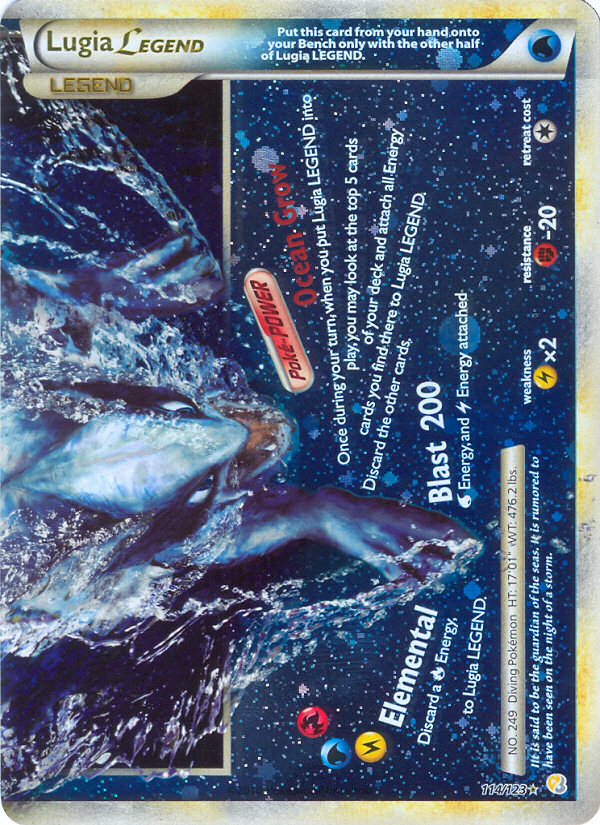 Lugia LEGEND
Put this card from your hand onto
your Bench only with the other half
of Lugia LEGEND.
LEGEND
Poké-POWER
Ocean Grow
Once during your turn, when you put Lugia LEGEND into
play, you may look at the top 5 cards
of your deck and attach all Energy
cards you find there to Lugia LEGEND.
Discard the other cards.
Elemental Blast 200
Discard a Energy, Energy, and Energy attached
to Lugia LEGEND.
weakness
×2
resistance
-20
retreat cost
NO. 249 Diving Pokémon HT: 17'01" WT: 476.2 lbs.
It is said to be the guardian of the seas. It is rumored to
have been seen on the night of a storm.
114/123